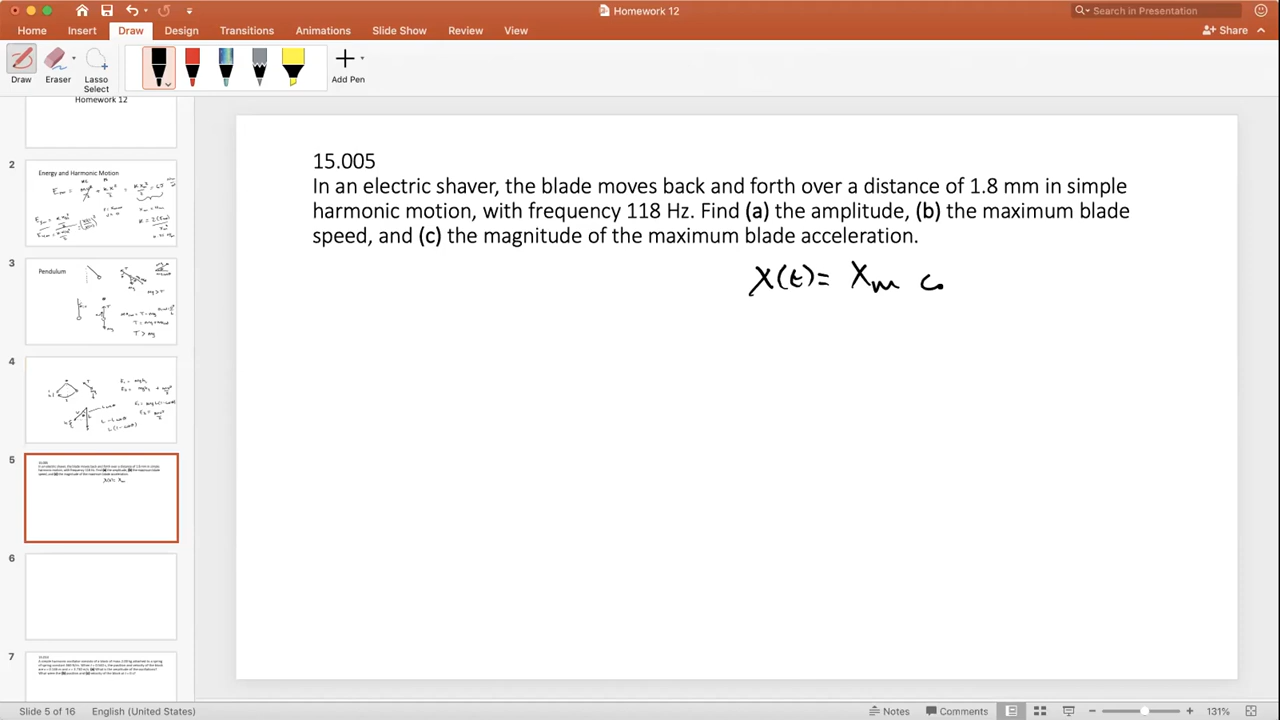 Homework 12
Search in Presentation
Home Insert Draw Design Transitions Animations Slide Show Review View Share
Draw Eraser Lasso Select Add Pen
Homework 12
2
Energy and Harmonic Motion
3
Pendulum
4
5
6
7
15.005
In an electric shaver, the blade moves back and forth over a distance of 1.8 mm in simple
harmonic motion, with frequency 118 Hz. Find (a) the amplitude, (b) the maximum blade
speed, and (c) the magnitude of the maximum blade acceleration.
x(t)= xm co
Slide 5 of 16 English (United States) Notes Comments 131%